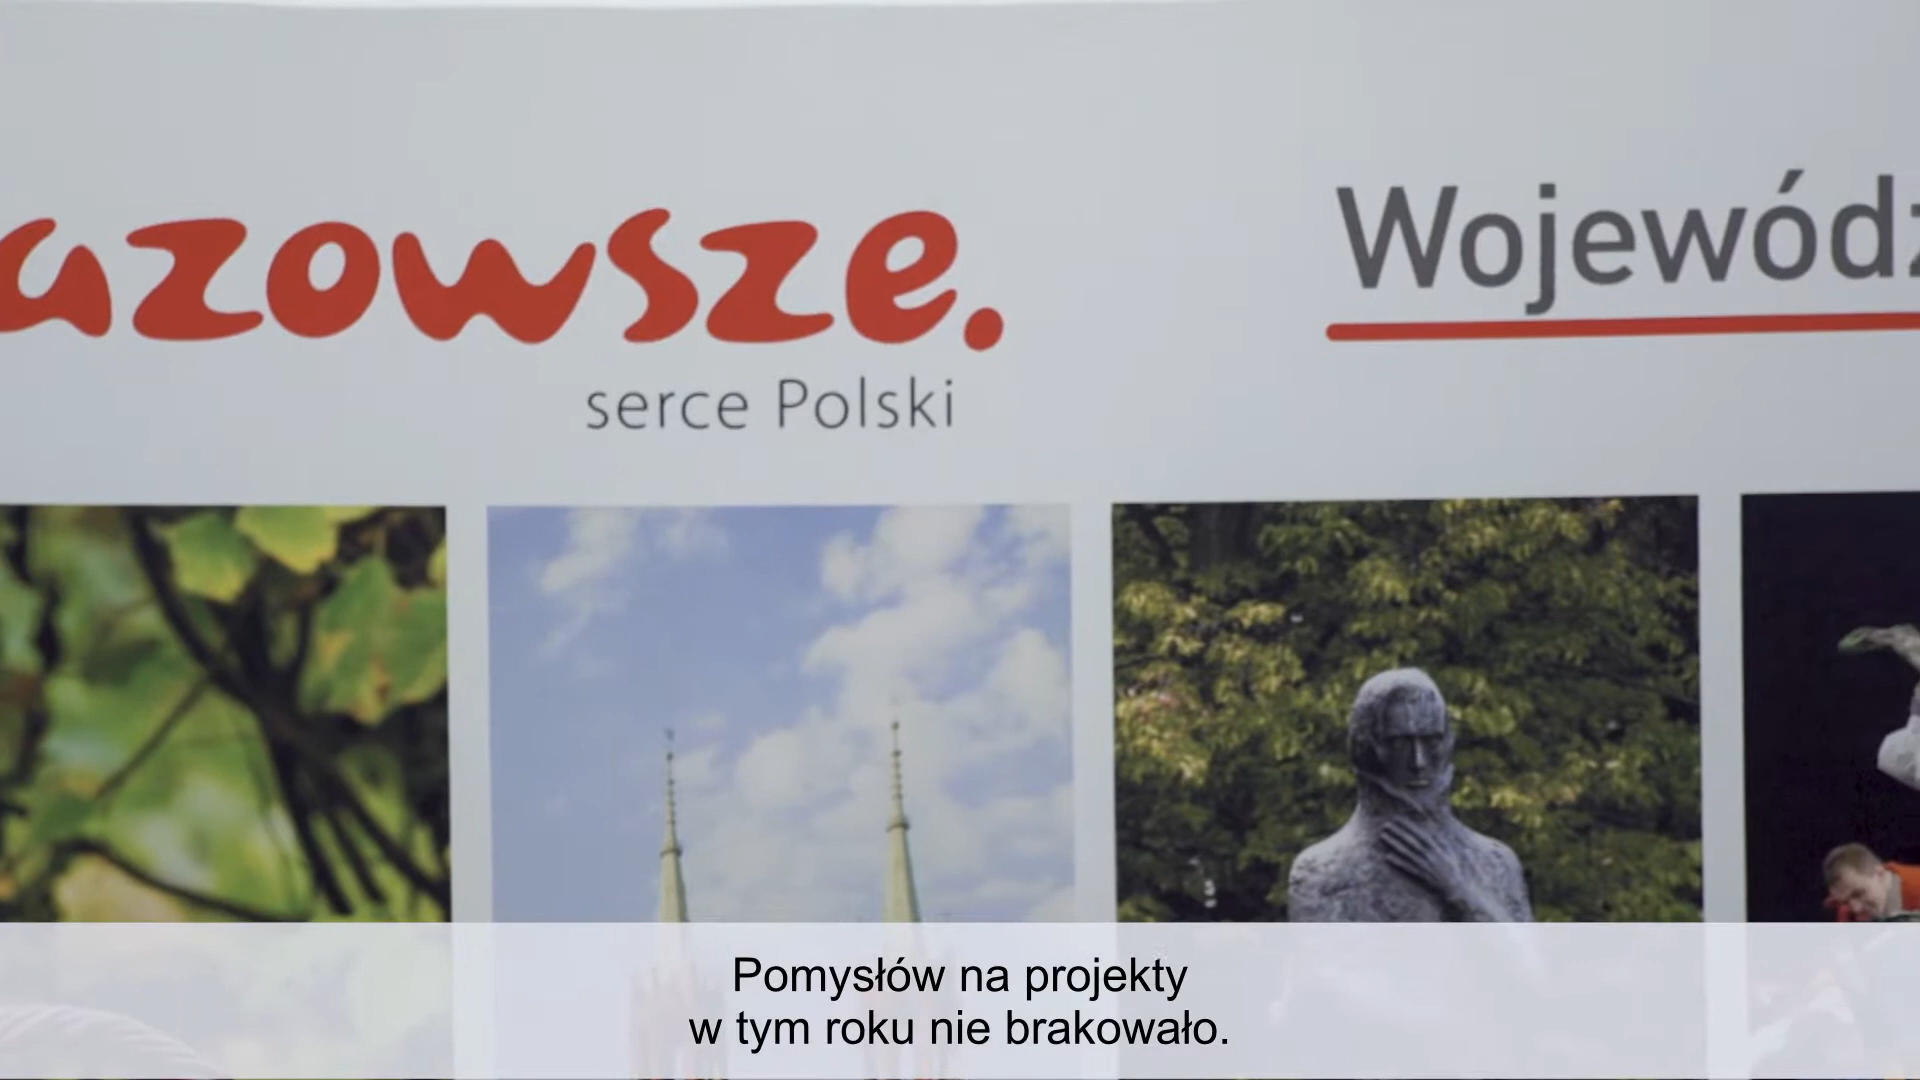 azowsze.
serce Polski
Wojewódz
Pomysłów na projekty
w tym roku nie brakowało.